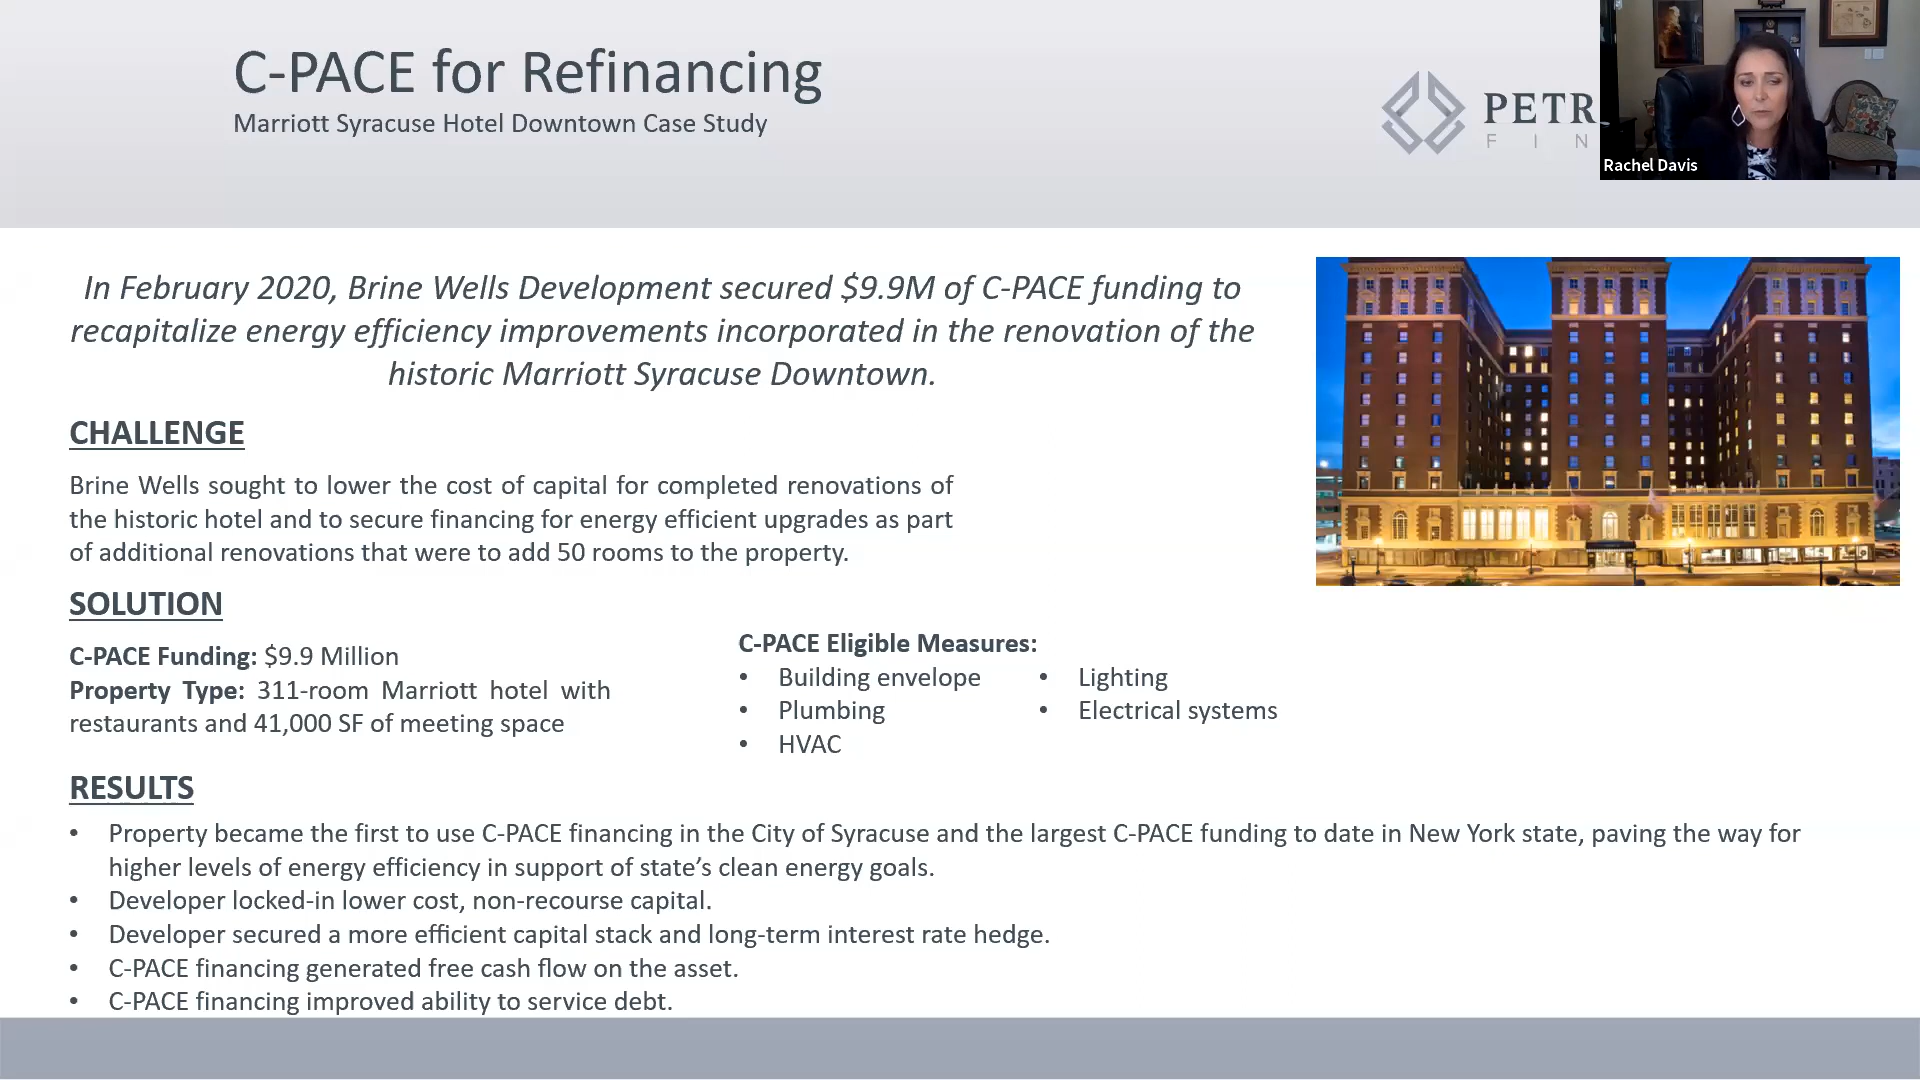 C-PACE for Refinancing
Marriott Syracuse Hotel Downtown Case Study
PETR
FIN
Rachel Davis
In February 2020, Brine Wells Development secured $9.9M of C-PACE funding to
recapitalize energy efficiency improvements incorporated in the renovation of the
historic Marriott Syracuse Downtown.
CHALLENGE
Brine Wells sought to lower the cost of capital for completed renovations of
the historic hotel and to secure financing for energy efficient upgrades as part
of additional renovations that were to add 50 rooms to the property.
SOLUTION
C-PACE Funding: $9.9 Million
Property Type: 311-room Marriott hotel with
restaurants and 41,000 SF of meeting space
C-PACE Eligible Measures:
• Building envelope
• Plumbing
• HVAC
• Lighting
• Electrical systems
RESULTS
• Property became the first to use C-PACE financing in the City of Syracuse and the largest C-PACE funding to date in New York state, paving the way for
higher levels of energy efficiency in support of state’s clean energy goals.
• Developer locked-in lower cost, non-recourse capital.
• Developer secured a more efficient capital stack and long-term interest rate hedge.
• C-PACE financing generated free cash flow on the asset.
• C-PACE financing improved ability to service debt.